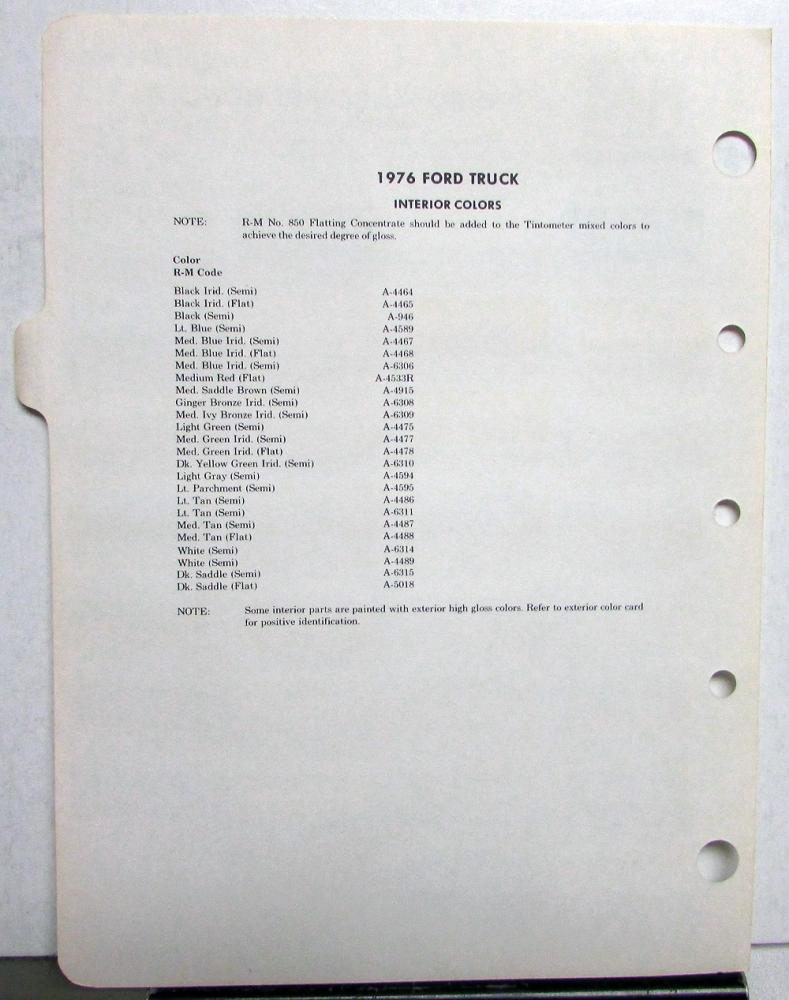 1976 FORD TRUCK
INTERIOR COLORS
NOTE: R-M No. 850 Flatting Concentrate should be added to the Tintometer mixed colors to
achieve the desired degree of gloss.
Color
R-M Code
Black Irid. (Semi) A-4464
Black Irid. (Flat) A-4465
Black (Semi) A-946
Lt. Blue (Semi) A-4589
Med. Blue Irid. (Semi) A-4467
Med. Blue Irid. (Flat) A-4468
Med. Blue Irid. (Semi) A-6306
Medium Red (Flat) A-4533R
Med. Saddle Brown (Semi) A-4915
Ginger Bronze Irid. (Semi) A-6308
Med. Ivy Bronze Irid. (Semi) A-6309
Light Green (Semi) A-4475
Med. Green Irid. (Semi) A-4477
Med. Green Irid. (Flat) A-4478
Dk. Yellow Green Irid. (Semi) A-6310
Light Gray (Semi) A-4594
Lt. Parchment (Semi) A-4595
Lt. Tan (Semi) A-4486
Lt. Tan (Semi) A-6311
Med. Tan (Semi) A-4487
Med. Tan (Flat) A-4488
White (Semi) A-6314
White (Semi) A-4489
Dk. Saddle (Semi) A-6315
Dk. Saddle (Flat) A-5018
NOTE: Some interior parts are painted with exterior high gloss colors. Refer to exterior color card
for positive identification.